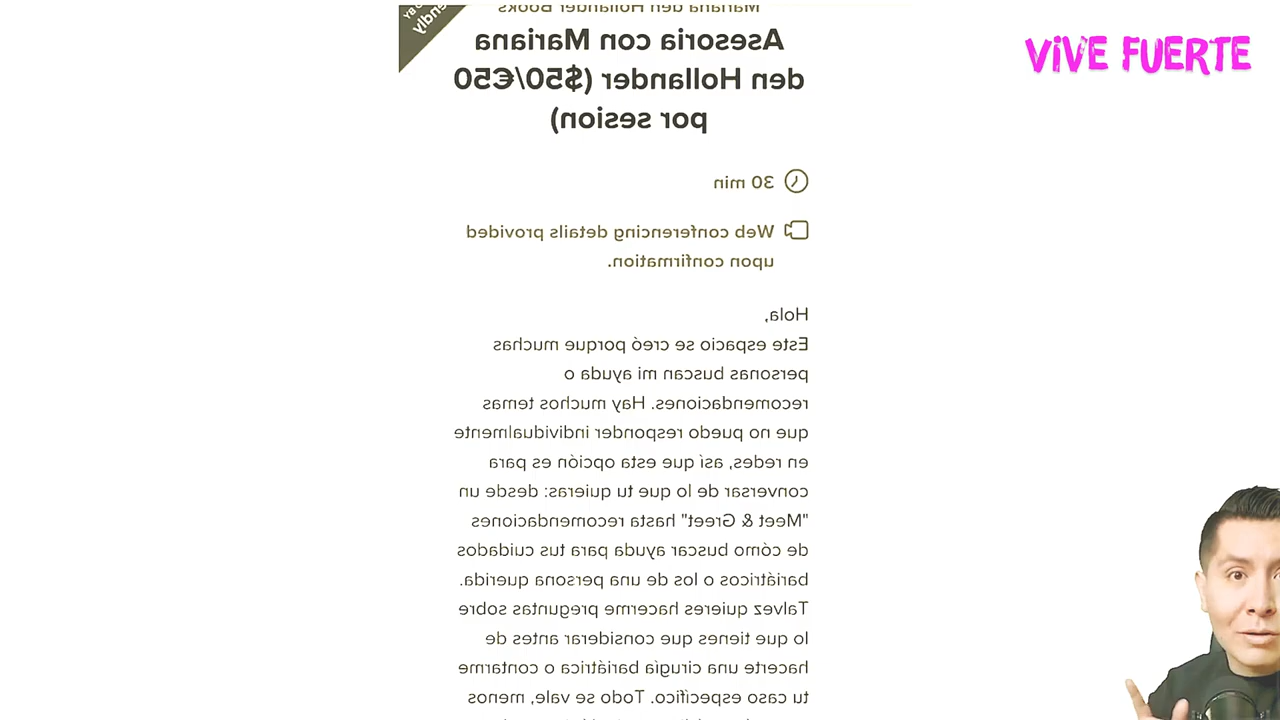 Mariana den Hollander Books
endly
Asesoria con Mariana
den Hollander ($50/€50
por sesion)
VIVE FUERTE
30 min
Web conferencing details provided
upon confirmation.
Hola,
Este espacio se creó porque muchas
personas buscan mi ayuda o
recomendaciones. Hay muchos temas
que no puedo responder individualmente
en redes, así que esta opción es para
conversar de lo que tu quieras: desde un
"Meet & Greet" hasta recomendaciones
de cómo buscar ayuda para tus cuidados
bariátricos o los de una persona querida.
Talvez quieres hacerme preguntas sobre
lo que tienes que considerar antes de
hacerte una cirugía bariátrica o contarme
tu caso específico. Todo se vale, menos